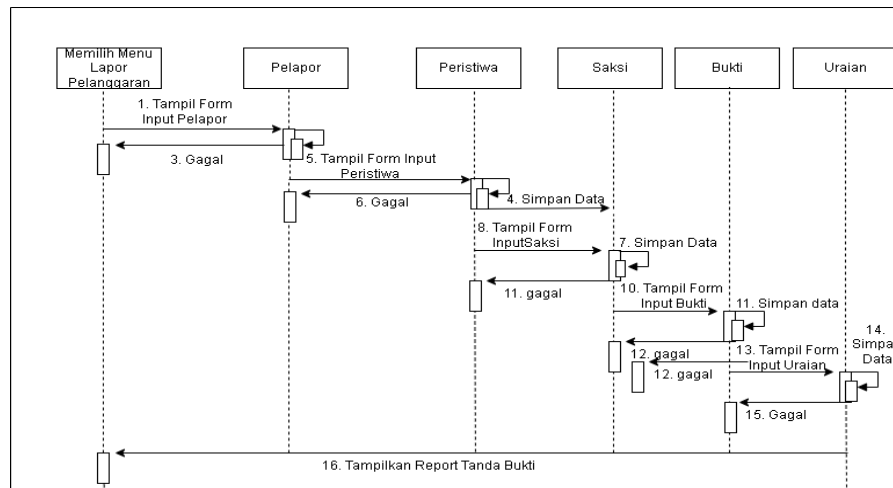 Memilih Menu
Lapor
Pelanggaran
Pelapor
Peristiwa
Saksi
Bukti
Uraian
1. Tampil Form
Input Pelapor
3. Gagal
5. Tampil Form Input
Peristiwa
6. Gagal
4. Simpan Data
8. Tampil Form
InputSaksi
7. Simpan Data
11. gagal
10. Tampil Form
Input Bukti
11. Simpan data
14.
Simpan
Data
12. gagal
13. Tampil Form
Input Uraian
12. gagal
15. Gagal
16. Tampilkan Report Tanda Bukti